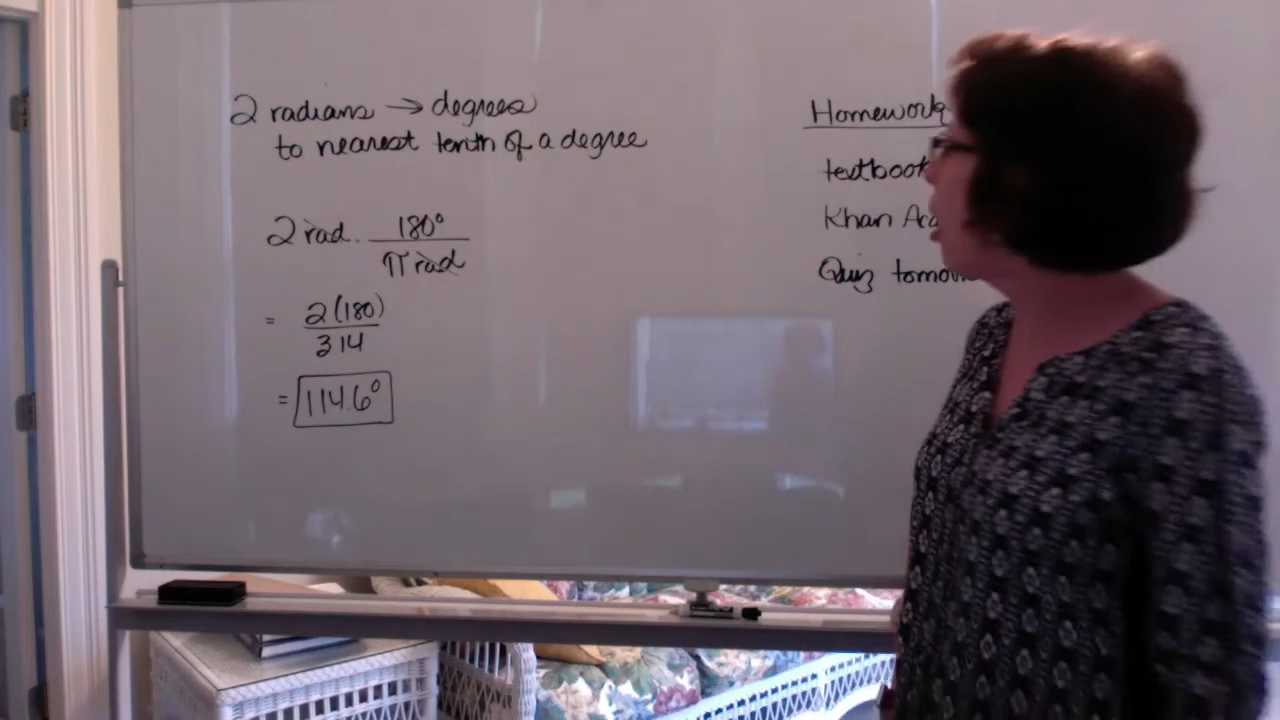 2 radians → degrees
to nearest tenth of a degree
2 rad · 180° / π rad
= 2(180) / 3 14
= 114.6°
Homework
textbook
Khan
Quiz